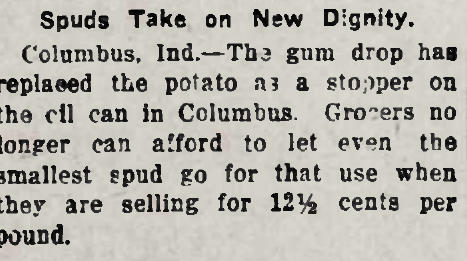 Spuds Take on New Dignity.
Columbus, Ind.—The gum drop has
replaced the potato as a stopper on
the oil can in Columbus. Grocers no
longer can afford to let even the
smallest spud go for that use when
they are selling for 12½ cents per
pound.